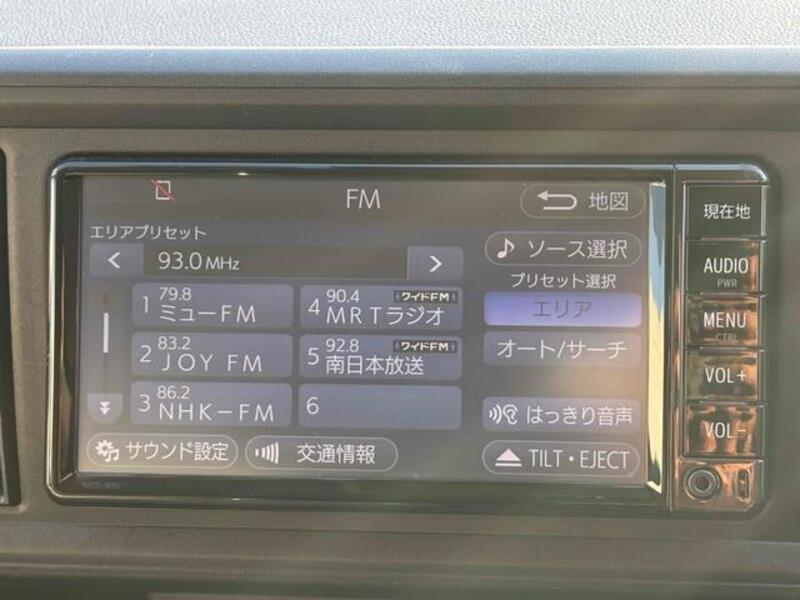 FM
地図
エリアプリセット
< 93.0 MHz >
ソース選択
プリセット選択
エリア
オート/サーチ
1 79.8 ミューFM
2 83.2 JOY FM
3 86.2 NHK-FM
4 90.4 ワイドFM MRTラジオ
5 92.8 ワイドFM 南日本放送
6
はっきり音声
サウンド設定
交通情報
TILT・EJECT
現在地
AUDIO
PWR
MENU
CTRL
VOL+
VOL-